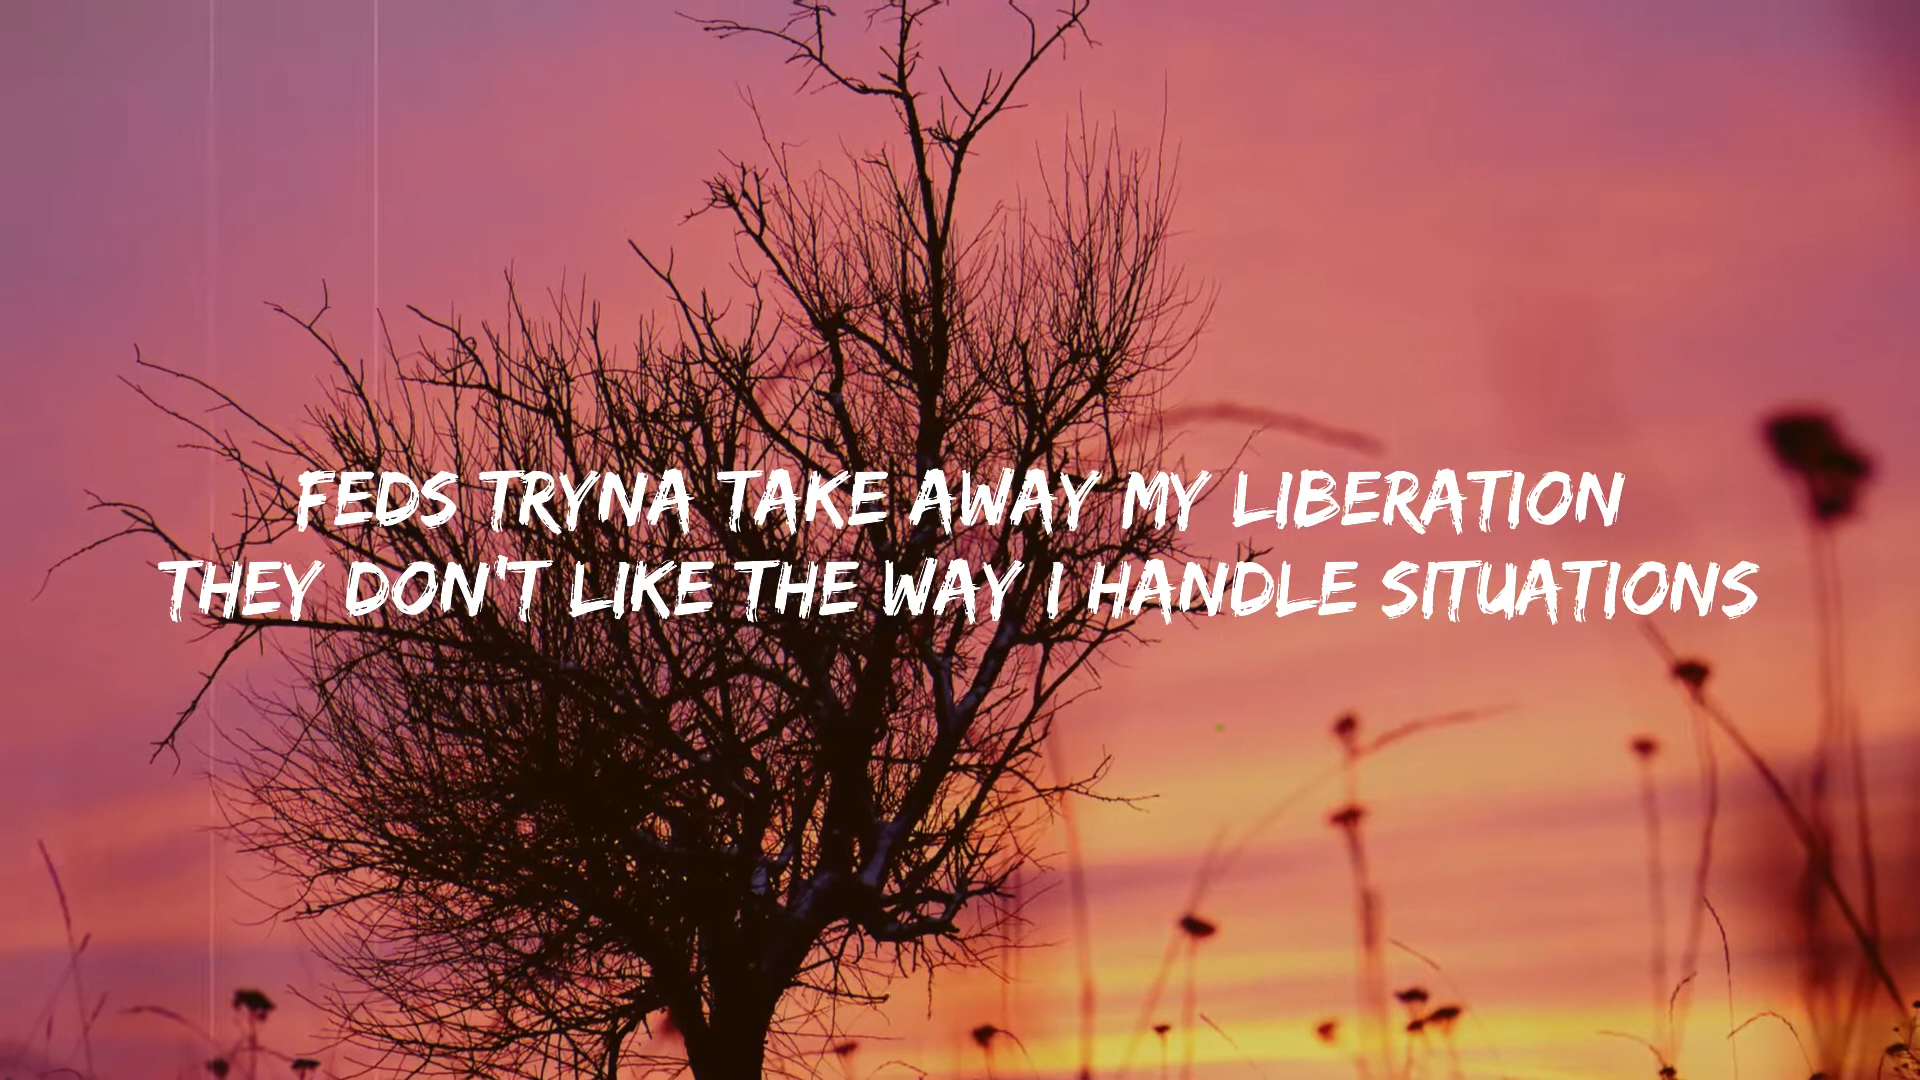 FEDS TRYNA TAKE AWAY MY LIBERATION
THEY DON'T LIKE THE WAY I HANDLE SITUATIONS